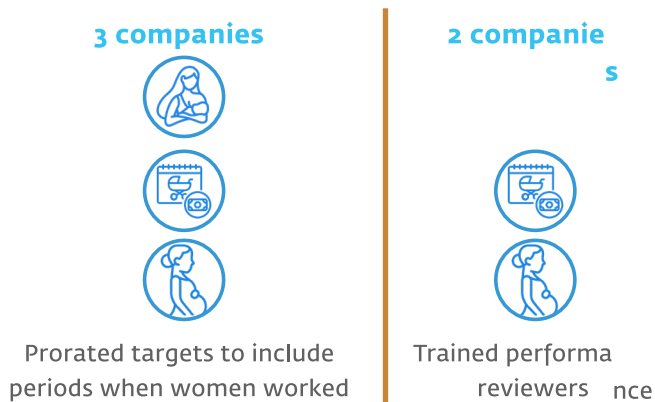 3 companies
Prorated targets to include
periods when women worked
2 companie
s
Trained performa
reviewers nce